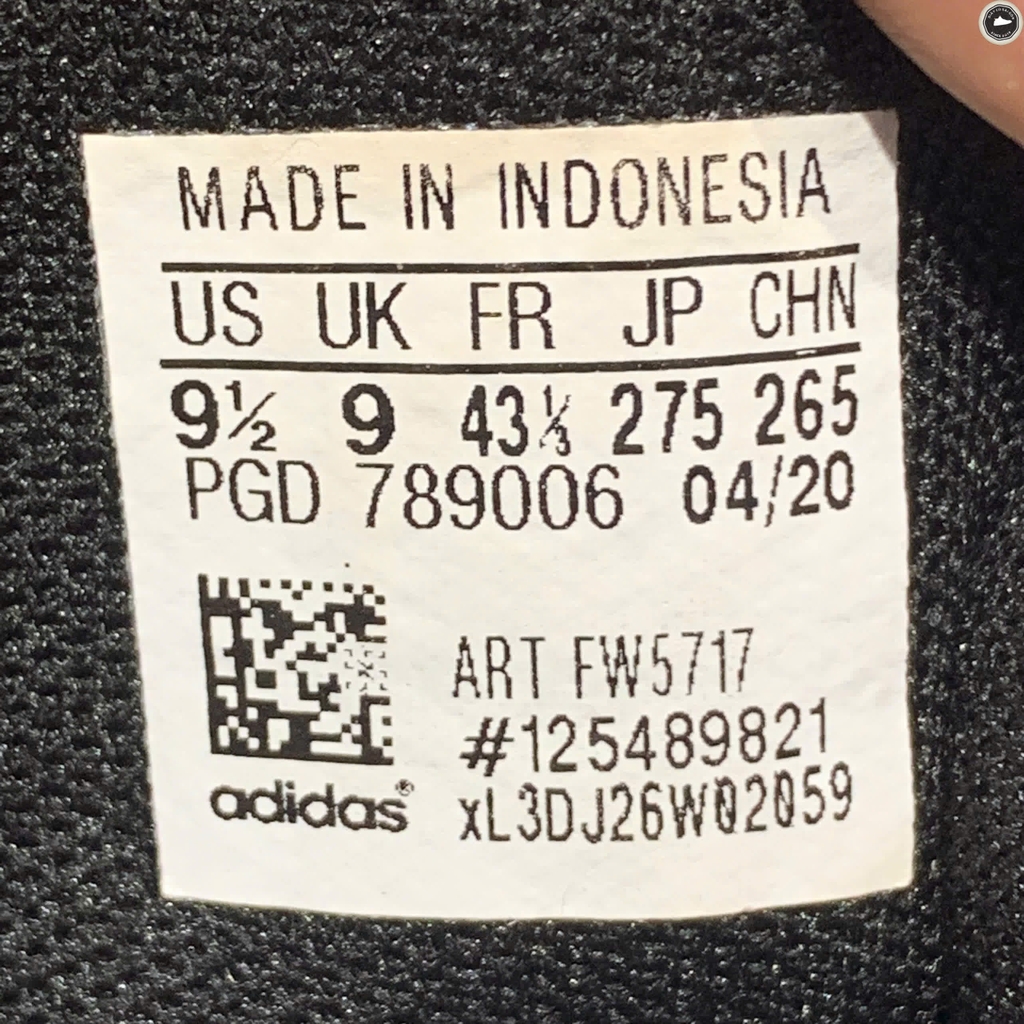 MADE IN INDONESIA
US UK FR JP CHN
9½ 9 43⅓ 275 265
PGD 789006 04/20
ART FW5717
#125489821
adidas® xL3DJ26W02059